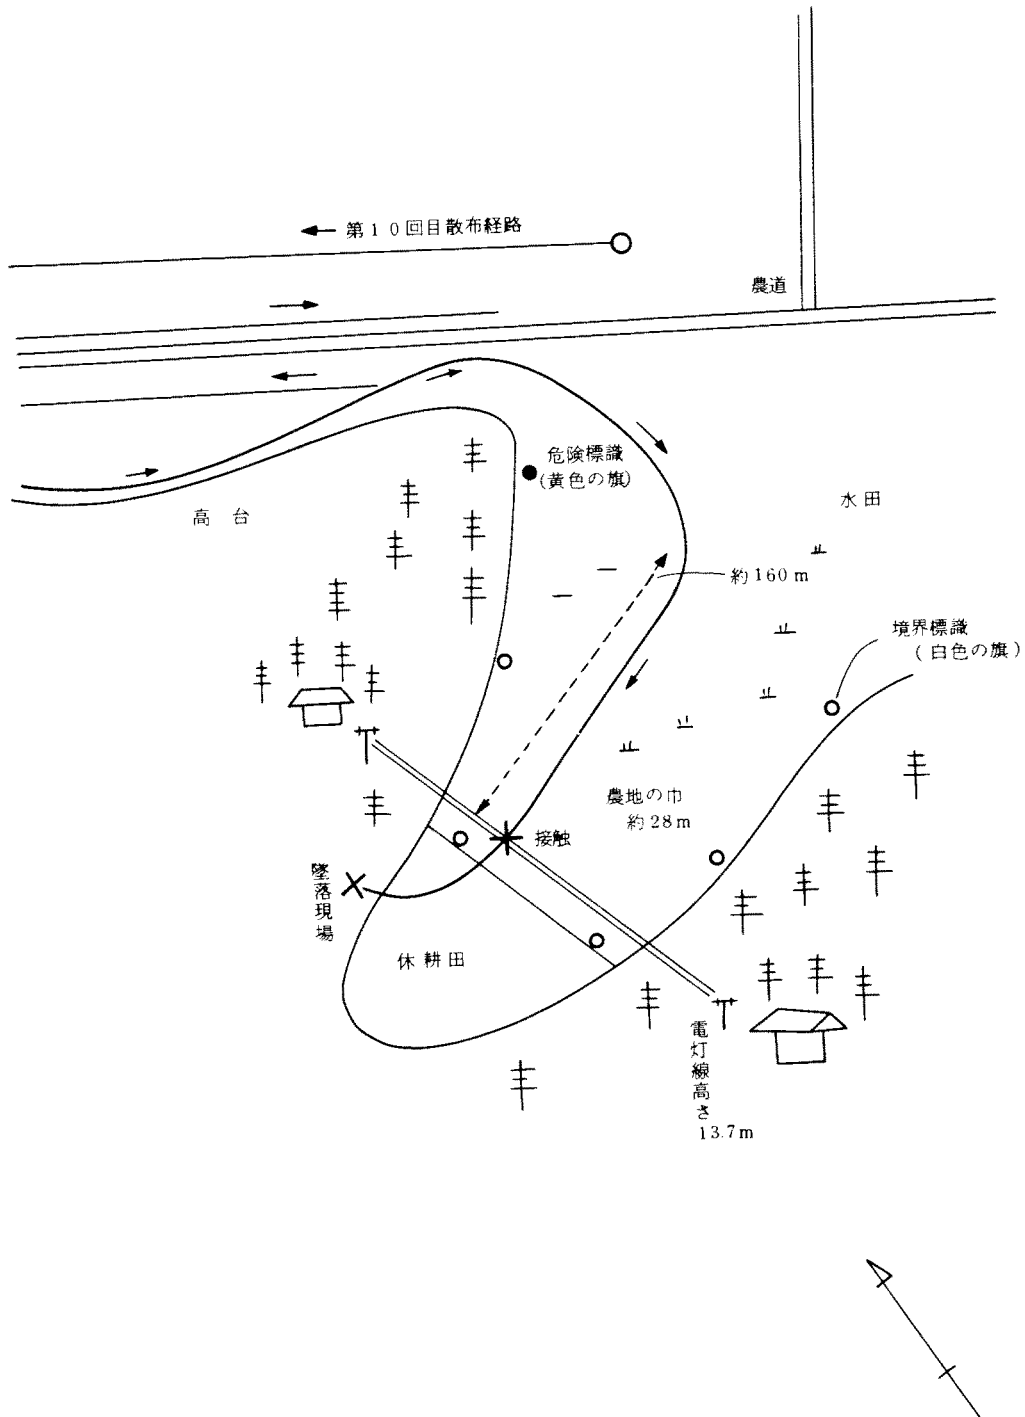 第10回目散布経路
農道
危険標識
(黄色の旗)
水田
高台
約160m
境界標識
(白色の旗)
農地の巾
約28m
接触
墜落現場
休耕田
電灯線高さ
13.7m